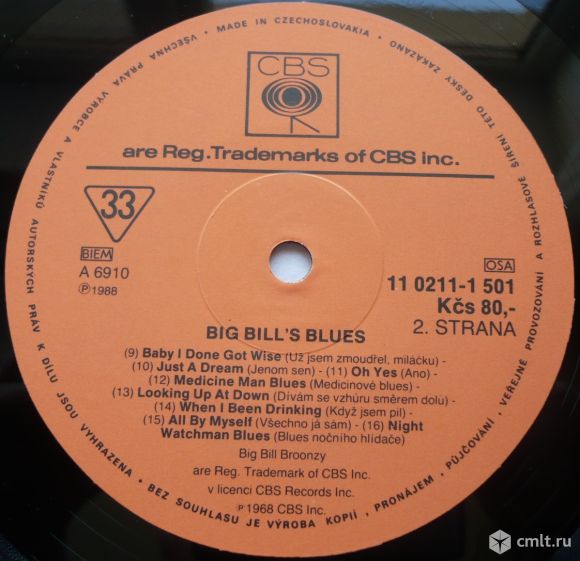 • VŠECHNA PRÁVA VÝROBCE A VLASTNÍKŮ AUTORSKÝCH PRÁV K DÍLU JSOU VYHRAZENA • BEZ SOUHLASU JE VÝROBA KOPIÍ, PRONÁJEM, PŮJČOVÁNÍ, VEŘEJNÉ PROVOZOVÁNÍ A ROZHLASOVÉ ŠÍŘENÍ TÉTO DESKY ZAKÁZÁNO • MADE IN CZECHOSLOVAKIA
CBS
are Reg.Trademarks of CBS inc.
33
BIEM
A 6910
Ⓟ 1988
OSA
11 0211-1 501
Kčs 80,-
2. STRANA
BIG BILL'S BLUES
(9) Baby I Done Got Wise (Už jsem zmoudřel, miláčku) -
(10) Just A Dream (Jenom sen) - (11) Oh Yes (Ano) -
(12) Medicine Man Blues (Medicinové blues) -
(13) Looking Up At Down (Dívám se vzhúru směrem dolu) -
(14) When I Been Drinking (Když jsem pil) -
(15) All By Myself (Všechno já sám) - (16) Night
Watchman Blues (Blues nočního hlídače)
Big Bill Broonzy
are Reg. Trademark of CBS Inc.
v licenci CBS Records Inc.
Ⓟ 1968 CBS Inc.
cmlt.ru